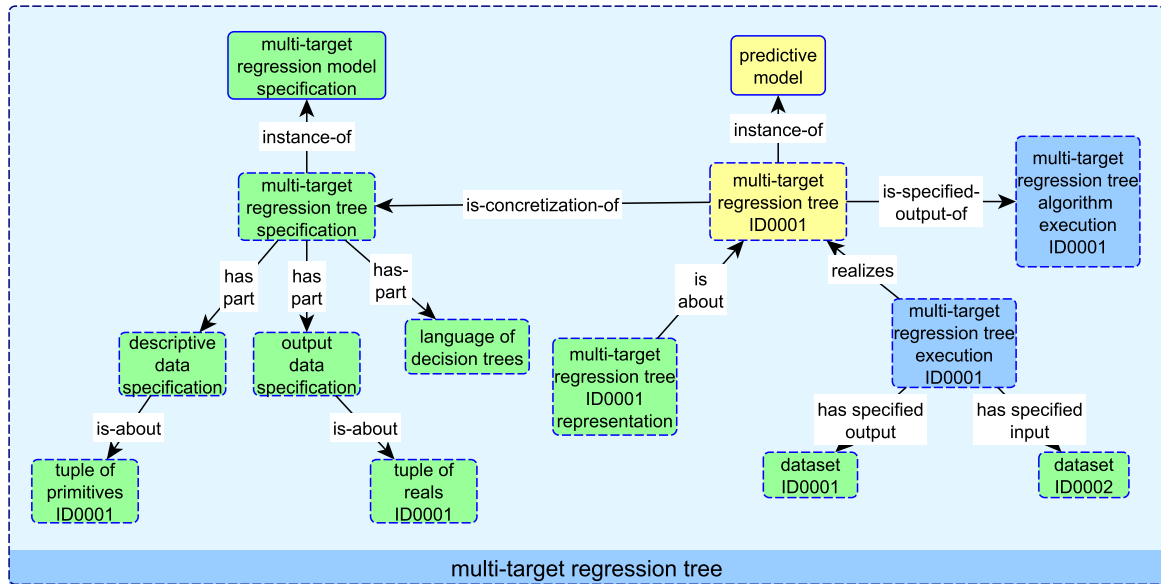 multi-target
regression model
specification
predictive
model
instance-of
instance-of
multi-target
regression tree
specification
is-concretization-of
multi-target
regression tree
ID0001
is-specified-
output-of
multi-target
regression tree
algorithm
execution
ID0001
has
part
has
part
has-
part
is
about
realizes
descriptive
data
specification
output
data
specification
language of
decision trees
multi-target
regression tree
ID0001
representation
multi-target
regression tree
execution
ID0001
is-about
is-about
has specified
output
has specified
input
tuple of
primitives
ID0001
tuple of
reals
ID0001
dataset
ID0001
dataset
ID0002
multi-target regression tree